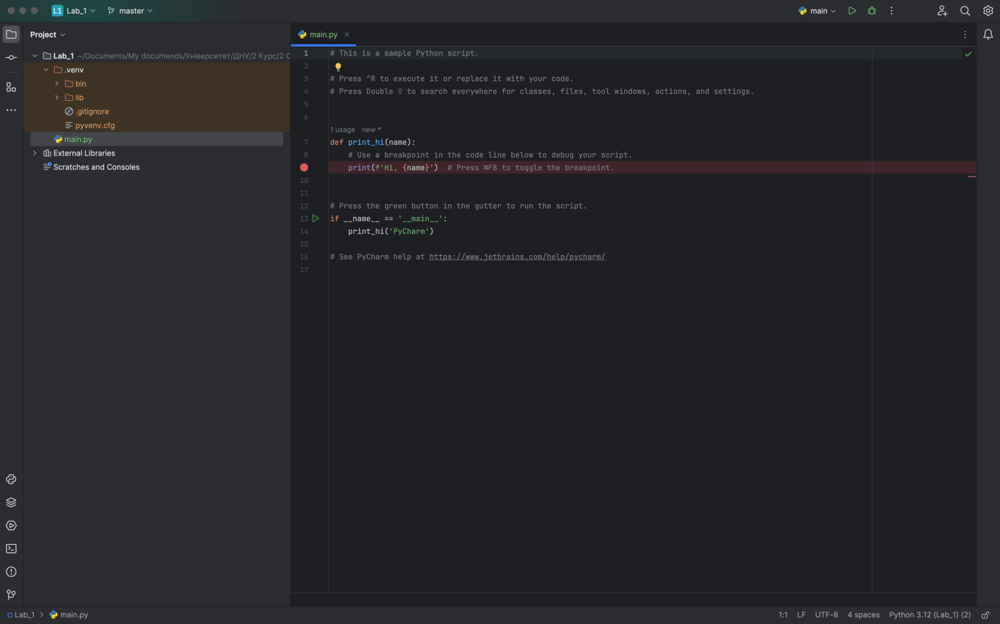 L1 Lab_1 master main
Project
main.py
Lab_1 ~/Documents/My documends/Університет/ДНУ/2 Курс/2 С
.venv
bin
lib
.gitignore
pyvenv.cfg
main.py
External Libraries
Scratches and Consoles
1 # This is a sample Python script.
2
3 # Press ^R to execute it or replace it with your code.
4 # Press Double ⇧ to search everywhere for classes, files, tool windows, actions, and settings.
5
6
1 usage new *
7 def print_hi(name):
8     # Use a breakpoint in the code line below to debug your script.
    print(f'Hi, {name}')  # Press ⌘F8 to toggle the breakpoint.
10
11
12 # Press the green button in the gutter to run the script.
13 if __name__ == '__main__':
14     print_hi('PyCharm')
15
16 # See PyCharm help at https://www.jetbrains.com/help/pycharm/
17
Lab_1 > main.py 1:1 LF UTF-8 4 spaces Python 3.12 (Lab_1) (2)